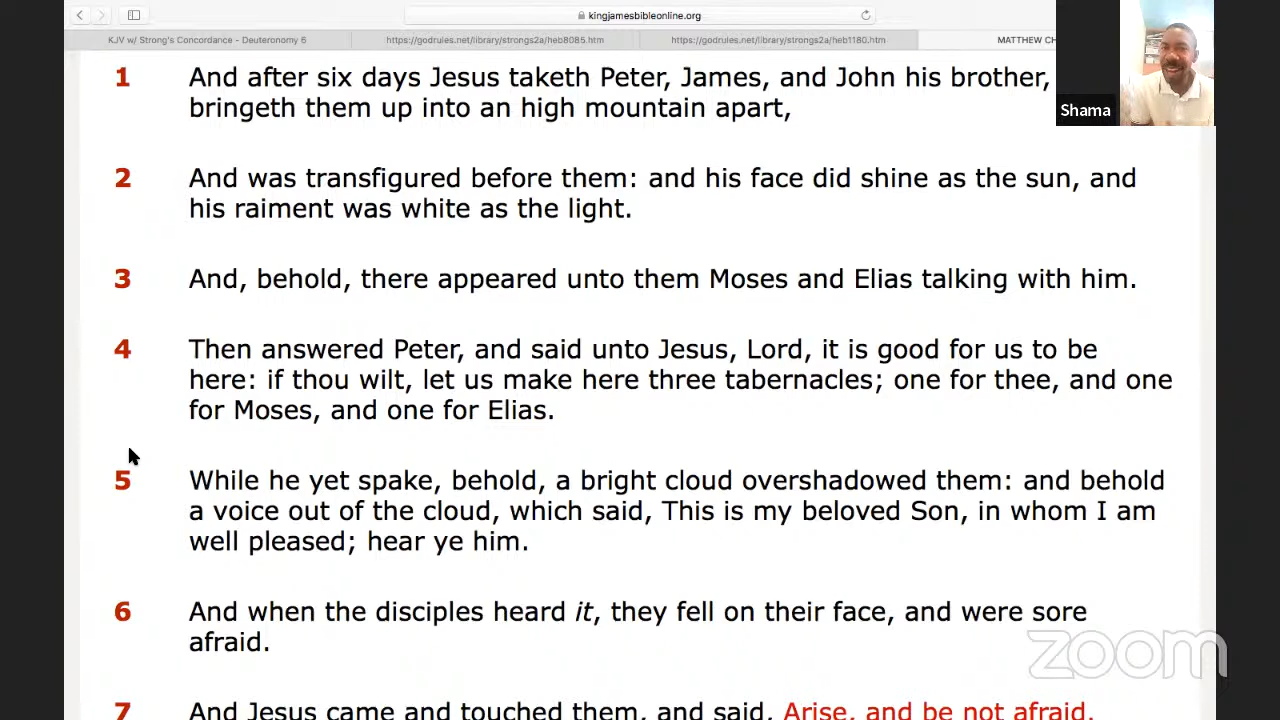 kingjamesbibleonline.org
KJV w/ Strong's Concordance - Deuteronomy 6
https://godrules.net/library/strongs2a/heb8085.htm
https://godrules.net/library/strongs2a/heb1180.htm
MATTHEW CH
Shama
1 And after six days Jesus taketh Peter, James, and John his brother,
bringeth them up into an high mountain apart,
2 And was transfigured before them: and his face did shine as the sun, and
his raiment was white as the light.
3 And, behold, there appeared unto them Moses and Elias talking with him.
4 Then answered Peter, and said unto Jesus, Lord, it is good for us to be
here: if thou wilt, let us make here three tabernacles; one for thee, and one
for Moses, and one for Elias.
5 While he yet spake, behold, a bright cloud overshadowed them: and behold
a voice out of the cloud, which said, This is my beloved Son, in whom I am
well pleased; hear ye him.
6 And when the disciples heard it, they fell on their face, and were sore
afraid.
zoom
7 And Jesus came and touched them, and said, Arise, and be not afraid.